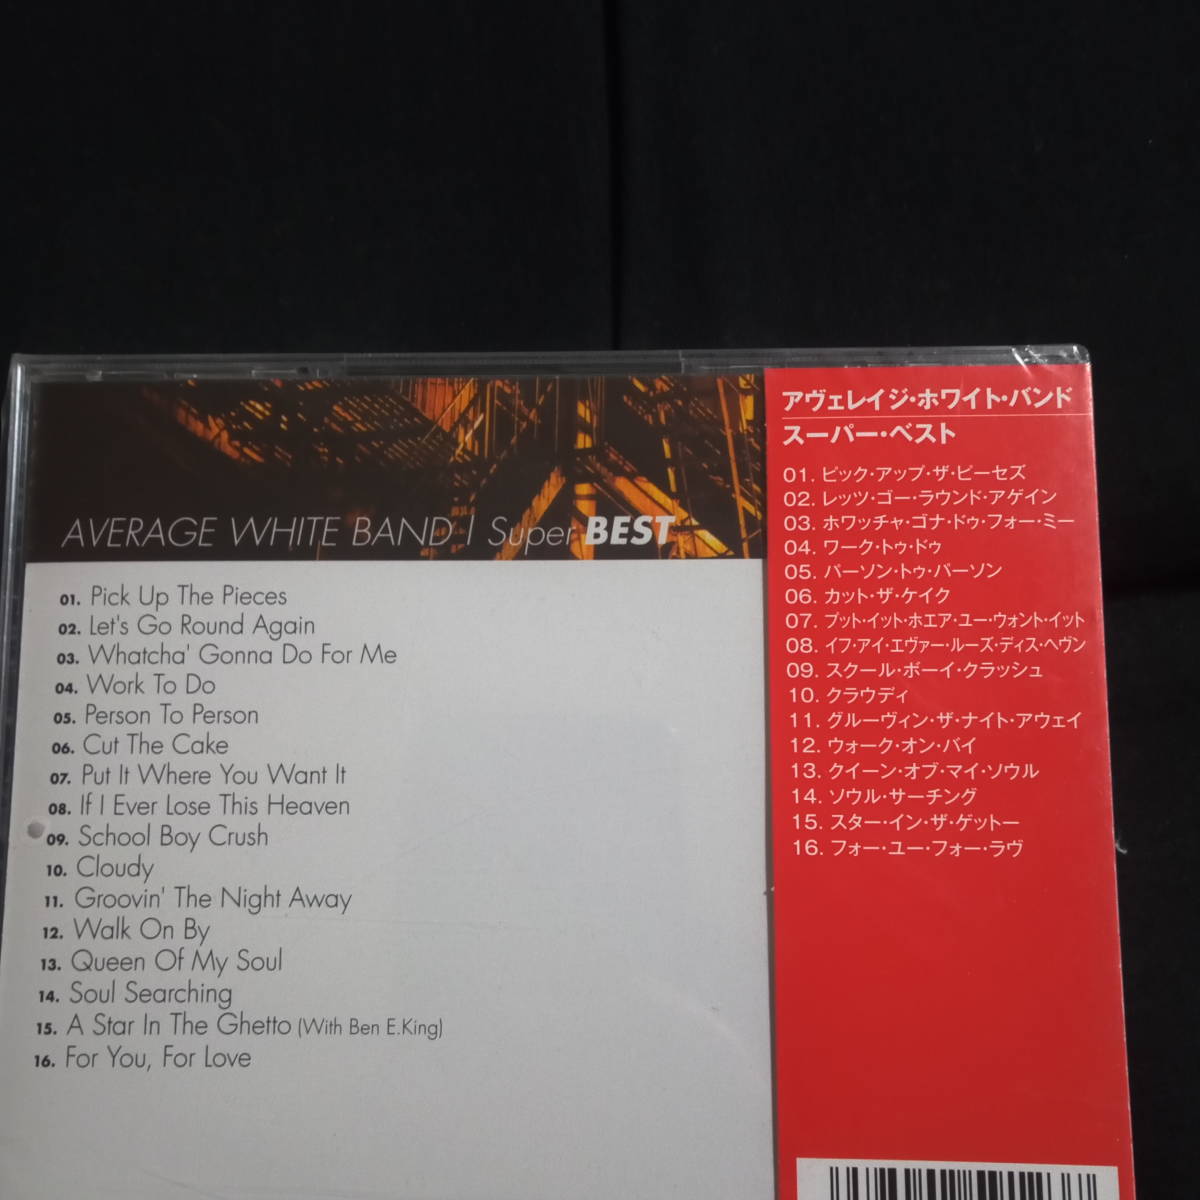 AVERAGE WHITE BAND | Super BEST
01. Pick Up The Pieces
02. Let's Go Round Again
03. Whatcha' Gonna Do For Me
04. Work To Do
05. Person To Person
06. Cut The Cake
07. Put It Where You Want It
08. If I Ever Lose This Heaven
09. School Boy Crush
10. Cloudy
11. Groovin' The Night Away
12. Walk On By
13. Queen Of My Soul
14. Soul Searching
15. A Star In The Ghetto (With Ben E.King)
16. For You, For Love
アヴェレイジ・ホワイト・バンド
スーパー・ベスト
01. ピック・アップ・ザ・ピーセズ
02. レッツ・ゴー・ラウンド・アゲイン
03. ホワッチャ・ゴナ・ドゥ・フォー・ミー
04. ワーク・トゥ・ドゥ
05. パーソン・トゥ・パーソン
06. カット・ザ・ケイク
07. プット・イット・ホエア・ユー・ウォント・イット
08. イフ・アイ・エヴァー・ルーズ・ディス・ヘヴン
09. スクール・ボーイ・クラッシュ
10. クラウディ
11. グルーヴィン・ザ・ナイト・アウェイ
12. ウォーク・オン・バイ
13. クイーン・オブ・マイ・ソウル
14. ソウル・サーチング
15. スター・イン・ザ・ゲットー
16. フォー・ユー・フォー・ラヴ